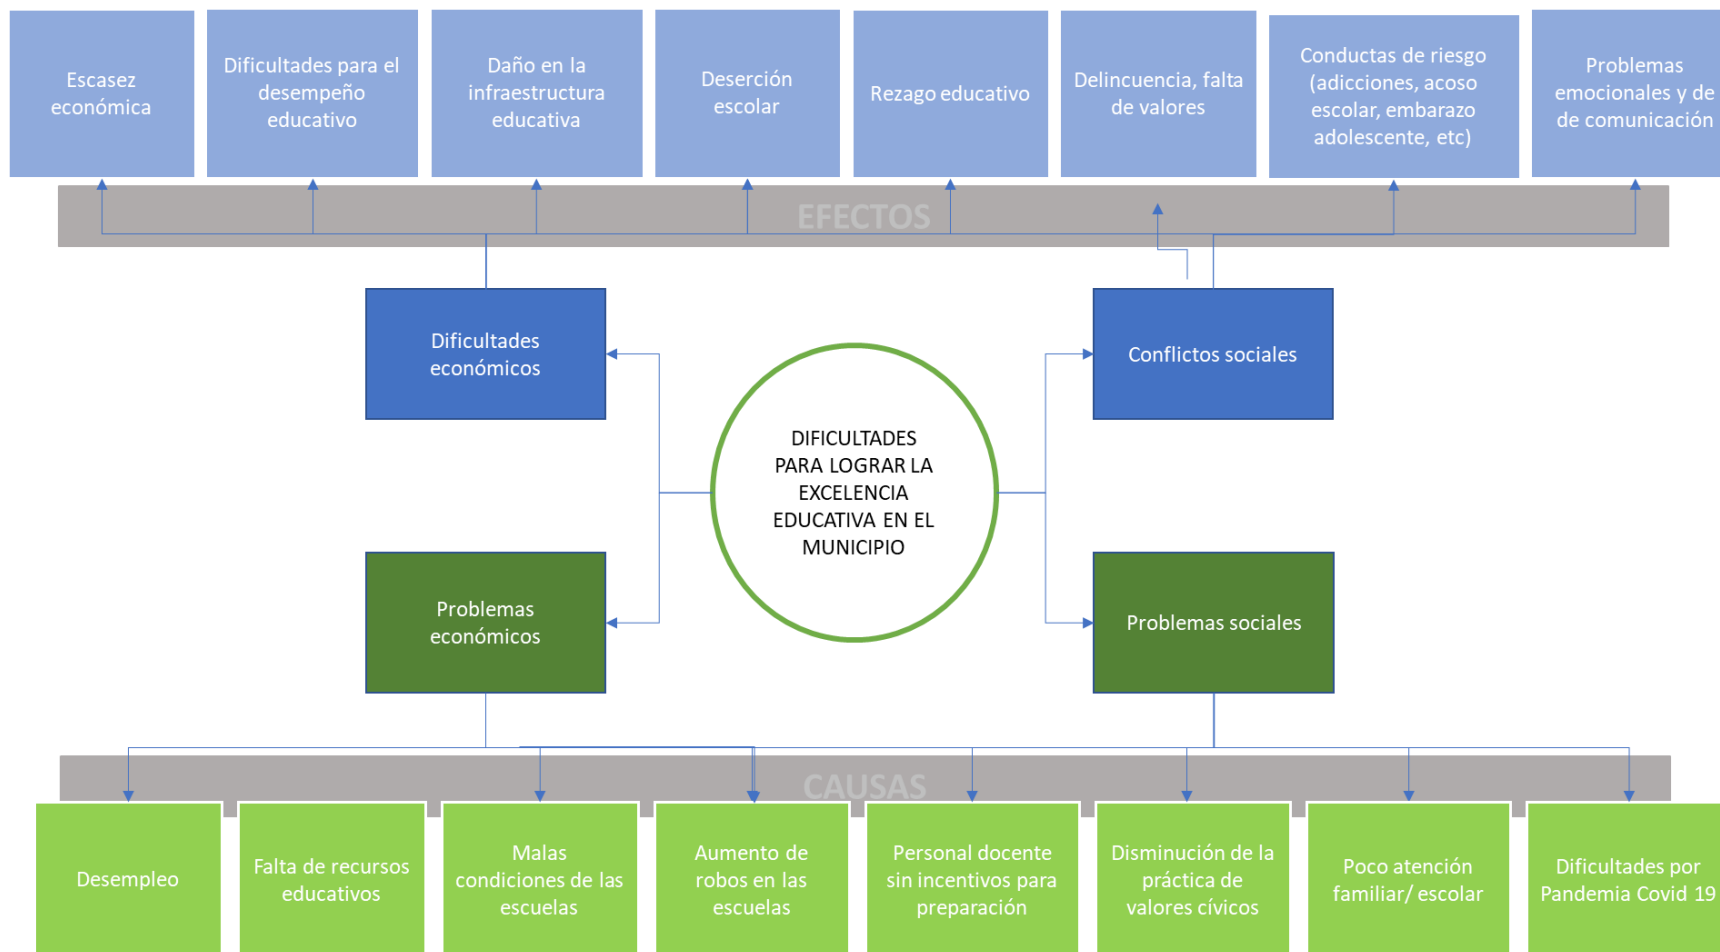 Escasez
económica
Dificultades para el
desempeño
educativo
Daño en la
infraestructura
educativa
Deserción
escolar
Rezago educativo
Delincuencia, falta
de valores
Conductas de riesgo
(adicciones, acoso
escolar, embarazo
adolescente, etc)
Problemas
emocionales y de
de comunicación
EFECTOS
Dificultades
económicos
Conflictos sociales
DIFICULTADES
PARA LOGRAR LA
EXCELENCIA
EDUCATIVA EN EL
MUNICIPIO
Problemas
económicos
Problemas sociales
CAUSAS
Desempleo
Falta de recursos
educativos
Malas
condiciones de las
escuelas
Aumento de
robos en las
escuelas
Personal docente
sin incentivos para
preparación
Disminución de la
práctica de
valores cívicos
Poco atención
familiar/ escolar
Dificultades por
Pandemia Covid 19